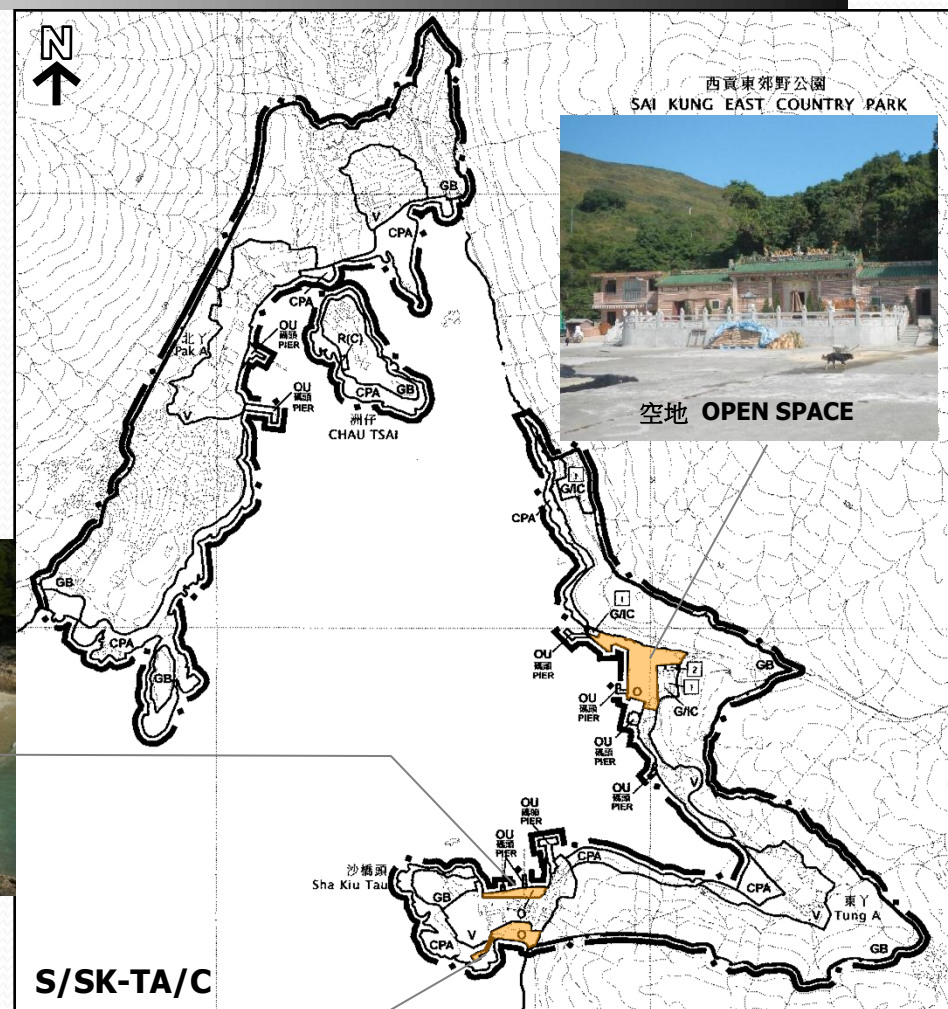 N
西貢東郊野公園
SAI KUNG EAST COUNTRY PARK
空地 OPEN SPACE
GB
V
CPA
CPA
OU
碼頭
PIER
R(C)
北丫
Pak A
OU
碼頭
PIER
CPA
GB
V
洲仔
CHAU TSAI
G/IC
CPA
GB
1
G/IC
CPA
GB
OU
碼頭
PIER
GB
2
1
O
G/IC
OU
碼頭
PIER
OU
碼頭
PIER
V
OU
碼頭
PIER
OU
碼頭
PIER
OU
碼頭
PIER
CPA
沙橋頭
Sha Kiu Tau
GB
CPA
東丫
Tung A
V
O
V
O
CPA
GB
S/SK-TA/C